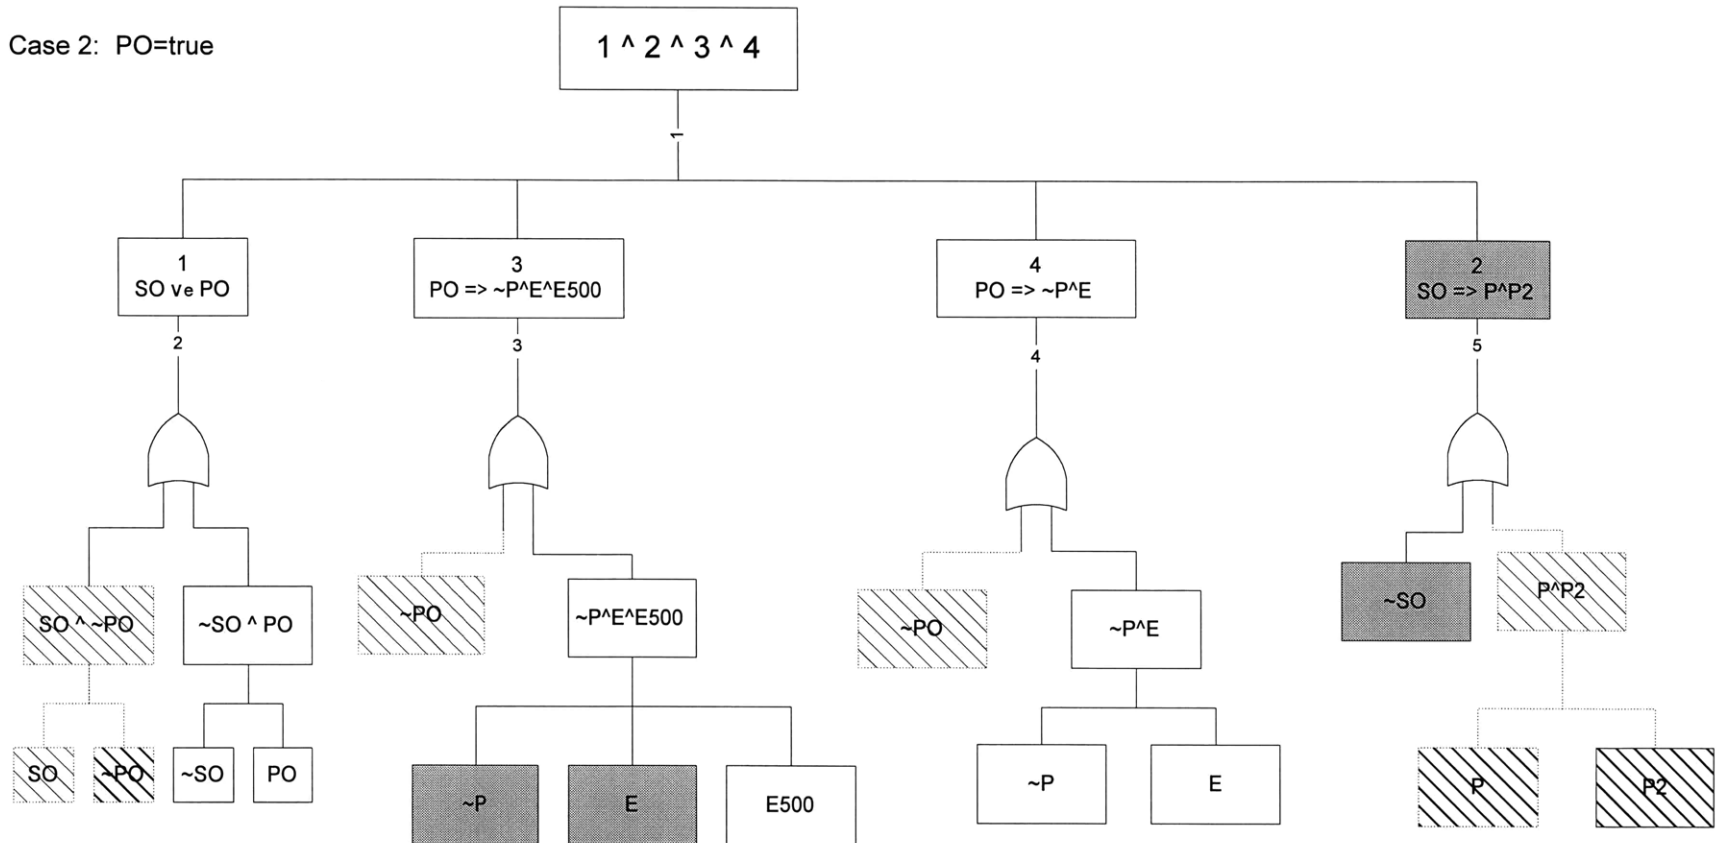 Case 2: PO=true
1 ^ 2 ^ 3 ^ 4
1
1
SO ve PO
3
PO => ~P^E^E500
4
PO => ~P^E
2
SO => P^P2
2
3
4
5
SO ^ ~PO
~SO ^ PO
~PO
~P^E^E500
~PO
~P^E
~SO
P^P2
SO
~PO
~SO
PO
~P
E
E500
~P
E
P
P2